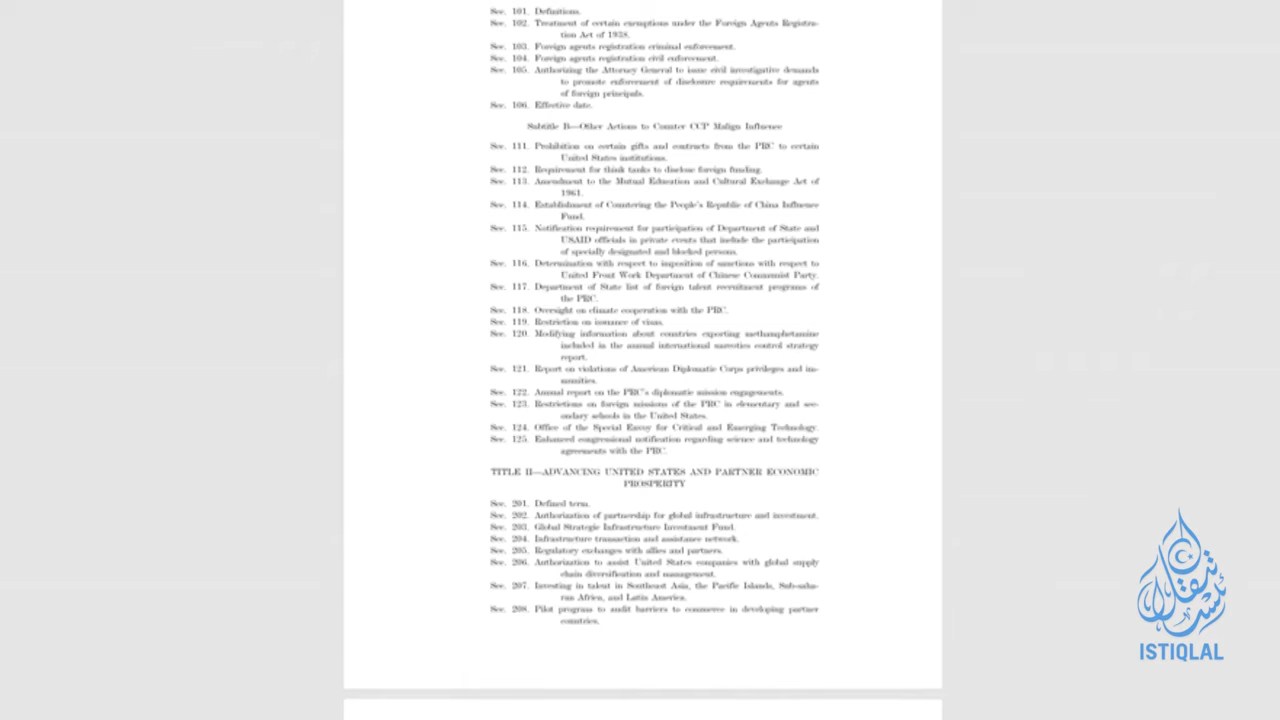 Sec. 101. Definitions.
Sec. 102. Treatment of certain exemptions under the Foreign Agents Registra-
tion Act of 1938.
Sec. 103. Foreign agents registration criminal enforcement.
Sec. 104. Foreign agents registration civil enforcement.
Sec. 105. Authorizing the Attorney General to issue civil investigative demands
to promote enforcement of disclosure requirements for agents
of foreign principals.
Sec. 106. Effective date.
Subtitle B—Other Actions to Counter CCP Malign Influence
Sec. 111. Prohibition on certain gifts and contracts from the PRC to certain
United States institutions.
Sec. 112. Requirement for think tanks to disclose foreign funding.
Sec. 113. Amendment to the Mutual Education and Cultural Exchange Act of
1961.
Sec. 114. Establishment of Countering the People's Republic of China Influence
Fund.
Sec. 115. Notification requirement for participation of Department of State and
USAID officials in private events that include the participation
of specially designated and blocked persons.
Sec. 116. Determination with respect to imposition of sanctions with respect to
United Front Work Department of Chinese Communist Party.
Sec. 117. Department of State list of foreign talent recruitment programs of
the PRC.
Sec. 118. Oversight on climate cooperation with the PRC.
Sec. 119. Restriction on issuance of visas.
Sec. 120. Modifying information about countries exporting methamphetamine
included in the annual international narcotics control strategy
report.
Sec. 121. Report on violations of American Diplomatic Corps privileges and im-
munities.
Sec. 122. Annual report on the PRC's diplomatic mission engagements.
Sec. 123. Restrictions on foreign missions of the PRC in elementary and sec-
ondary schools in the United States.
Sec. 124. Office of the Special Envoy for Critical and Emerging Technology.
Sec. 125. Enhanced congressional notification regarding science and technology
agreements with the PRC.
TITLE II—ADVANCING UNITED STATES AND PARTNER ECONOMIC
PROSPERITY
Sec. 201. Defined term.
Sec. 202. Authorization of partnership for global infrastructure and investment.
Sec. 203. Global Strategic Infrastructure Investment Fund.
Sec. 204. Infrastructure transaction and assistance network.
Sec. 205. Regulatory exchanges with allies and partners.
Sec. 206. Authorization to assist United States companies with global supply
chain diversification and management.
Sec. 207. Investing in talent in Southeast Asia, the Pacific Islands, Sub-saha-
ran Africa, and Latin America.
Sec. 208. Pilot program to audit barriers to commerce in developing partner
countries.
ISTIQLAL